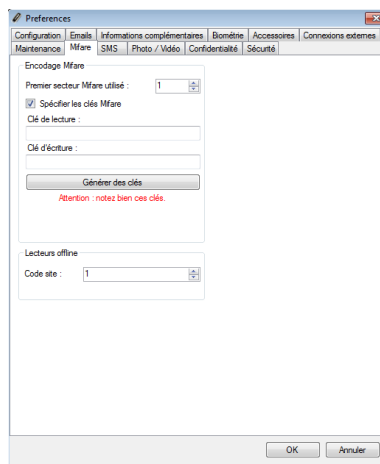 Preferences
Configuration Emails Informations complémentaires Biométrie Accessoires Connexions externes
Maintenance Mifare SMS Photo / Vidéo Confidentialité Sécurité
Encodage Mifare
Premier secteur Mifare utilisé : 1
Spécifier les clés Mifare
Clé de lecture :
Clé d'écriture :
Générer des clés
Attention : notez bien ces clés.
Lecteurs offline
Code site : 1
OK Annuler